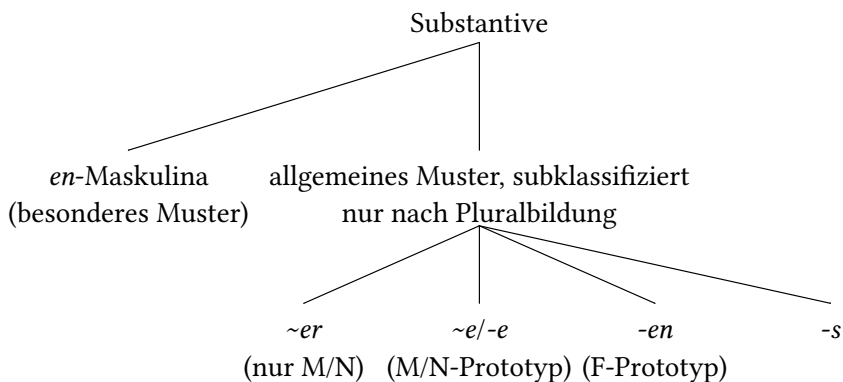 Substantive
en-Maskulina allgemeines Muster, subklassifiziert
(besonderes Muster) nur nach Pluralbildung
~er ~e/-e -en -s
(nur M/N) (M/N-Prototyp) (F-Prototyp)